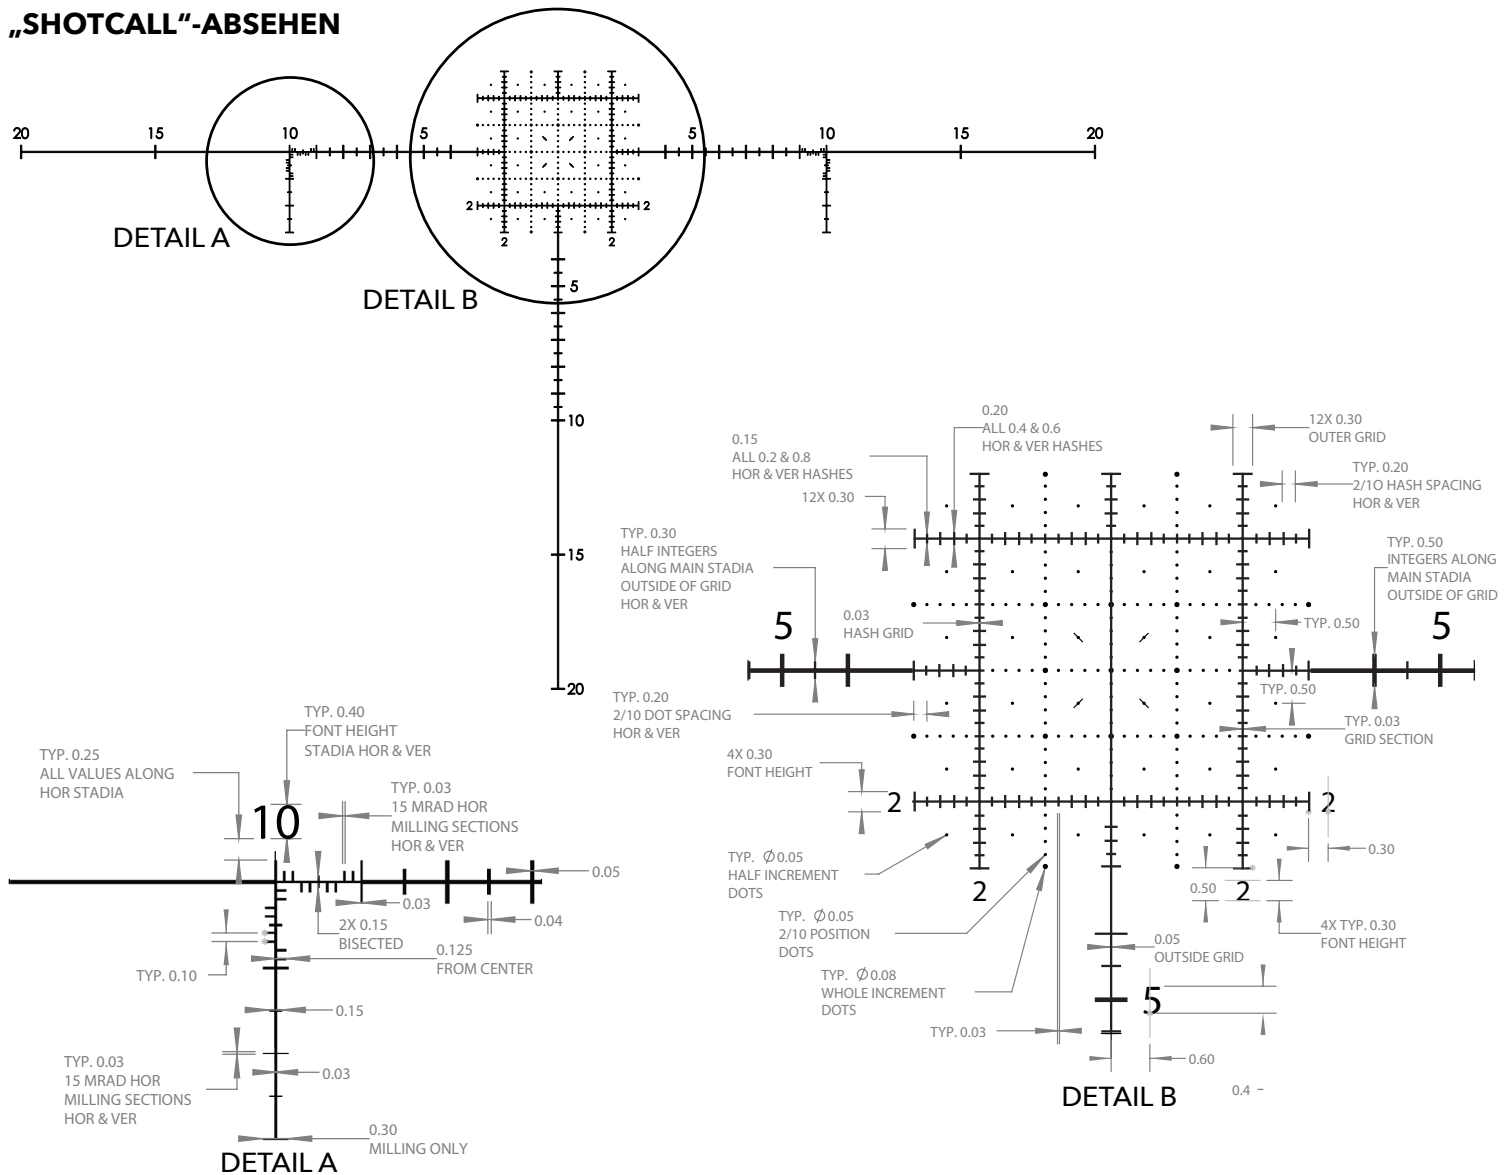 „SHOTCALL“-ABSEHEN
20
15
10
5
5
10
15
20
2
2
2
2
5
10
15
20
DETAIL A
DETAIL B
0.20
ALL 0.4 & 0.6
HOR & VER HASHES
12X 0.30
OUTER GRID
0.15
ALL 0.2 & 0.8
HOR & VER HASHES
TYP. 0.20
2/1O HASH SPACING
HOR & VER
12X 0.30
TYP. 0.30
HALF INTEGERS
ALONG MAIN STADIA
OUTSIDE OF GRID
HOR & VER
TYP. 0.50
INTEGERS ALONG
MAIN STADIA
OUTSIDE OF GRID
0.03
HASH GRID
TYP. 0.50
5
5
TYP. 0.50
TYP. 0.20
2/10 DOT SPACING
HOR & VER
TYP. 0.03
GRID SECTION
4X 0.30
FONT HEIGHT
2
2
TYP. Ø0.05
HALF INCREMENT
DOTS
0.30
2
0.50
2
TYP. Ø0.05
2/10 POSITION
DOTS
4X TYP. 0.30
FONT HEIGHT
0.05
OUTSIDE GRID
TYP. Ø0.08
WHOLE INCREMENT
DOTS
5
TYP. 0.03
0.60
0.4
DETAIL B
TYP. 0.40
FONT HEIGHT
STADIA HOR & VER
TYP. 0.25
ALL VALUES ALONG
HOR STADIA
TYP. 0.03
15 MRAD HOR
MILLING SECTIONS
HOR & VER
10
0.05
0.03
0.04
2X 0.15
BISECTED
0.125
FROM CENTER
TYP. 0.10
0.15
TYP. 0.03
15 MRAD HOR
MILLING SECTIONS
HOR & VER
0.03
0.30
MILLING ONLY
DETAIL A